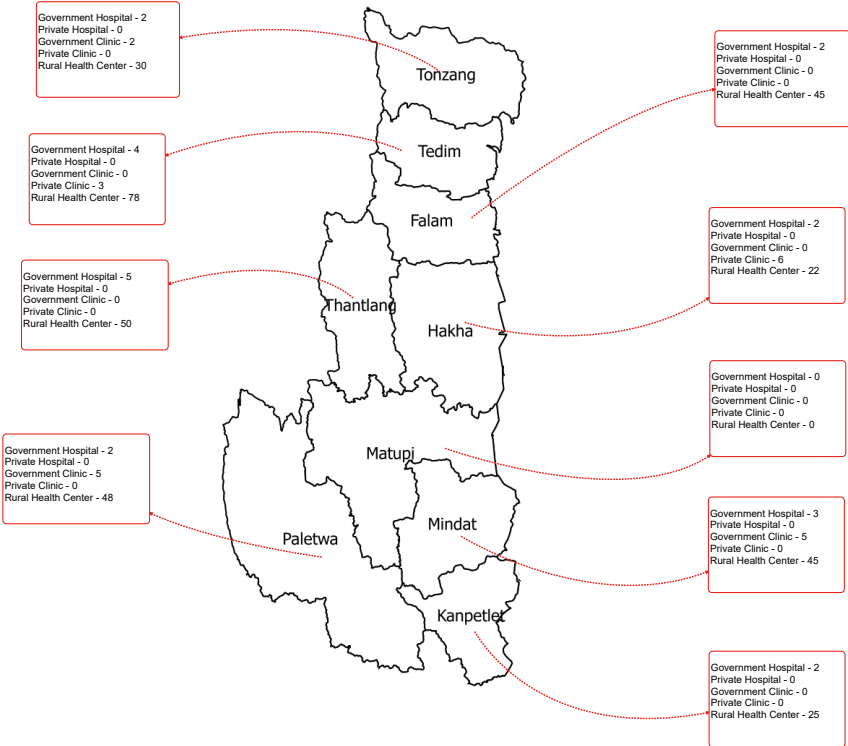 Government Hospital - 2
Private Hospital - 0
Government Clinic - 2
Private Clinic - 0
Rural Health Center - 30
Tonzang
Government Hospital - 2
Private Hospital - 0
Government Clinic - 0
Private Clinic - 0
Rural Health Center - 45
Government Hospital - 4
Private Hospital - 0
Government Clinic - 0
Private Clinic - 3
Rural Health Center - 78
Tedim
Falam
Government Hospital - 2
Private Hospital - 0
Government Clinic - 0
Private Clinic - 6
Rural Health Center - 22
Government Hospital - 5
Private Hospital - 0
Government Clinic - 0
Private Clinic - 0
Rural Health Center - 50
Thantlang
Hakha
Government Hospital - 0
Private Hospital - 0
Government Clinic - 0
Private Clinic - 0
Rural Health Center - 0
Matupi
Government Hospital - 2
Private Hospital - 0
Government Clinic - 5
Private Clinic - 0
Rural Health Center - 48
Government Hospital - 3
Private Hospital - 0
Government Clinic - 5
Private Clinic - 0
Rural Health Center - 45
Mindat
Paletwa
Kanpetlet
Government Hospital - 2
Private Hospital - 0
Government Clinic - 0
Private Clinic - 0
Rural Health Center - 25